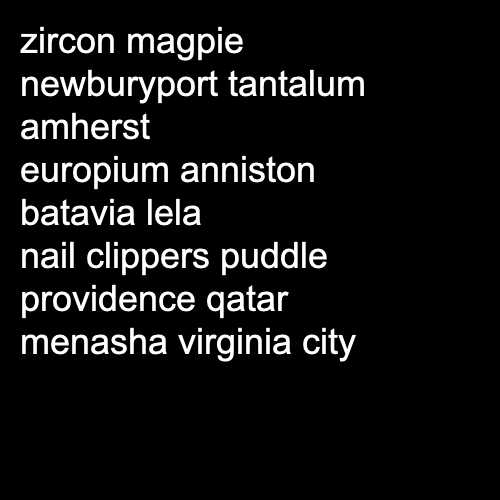 zircon magpie
newburyport tantalum
amherst
europium anniston
batavia lela
nail clippers puddle
providence qatar
menasha virginia city